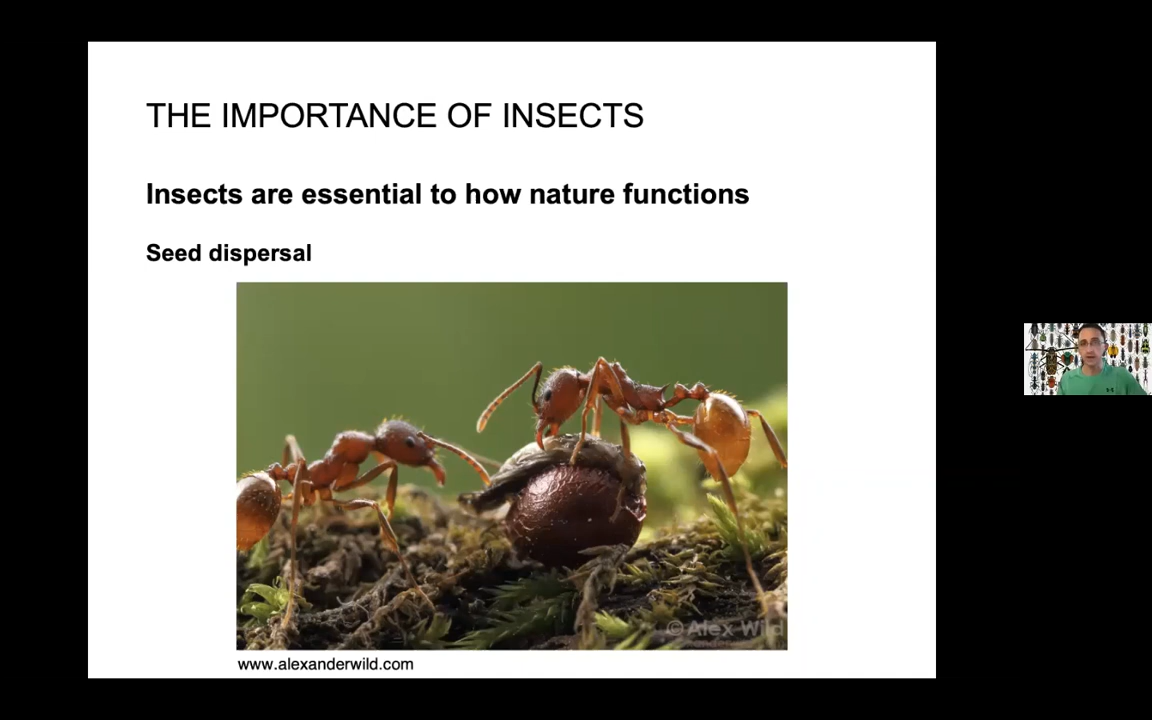 THE IMPORTANCE OF INSECTS
Insects are essential to how nature functions
Seed dispersal
©Alex Wild
www.alexanderwild.com